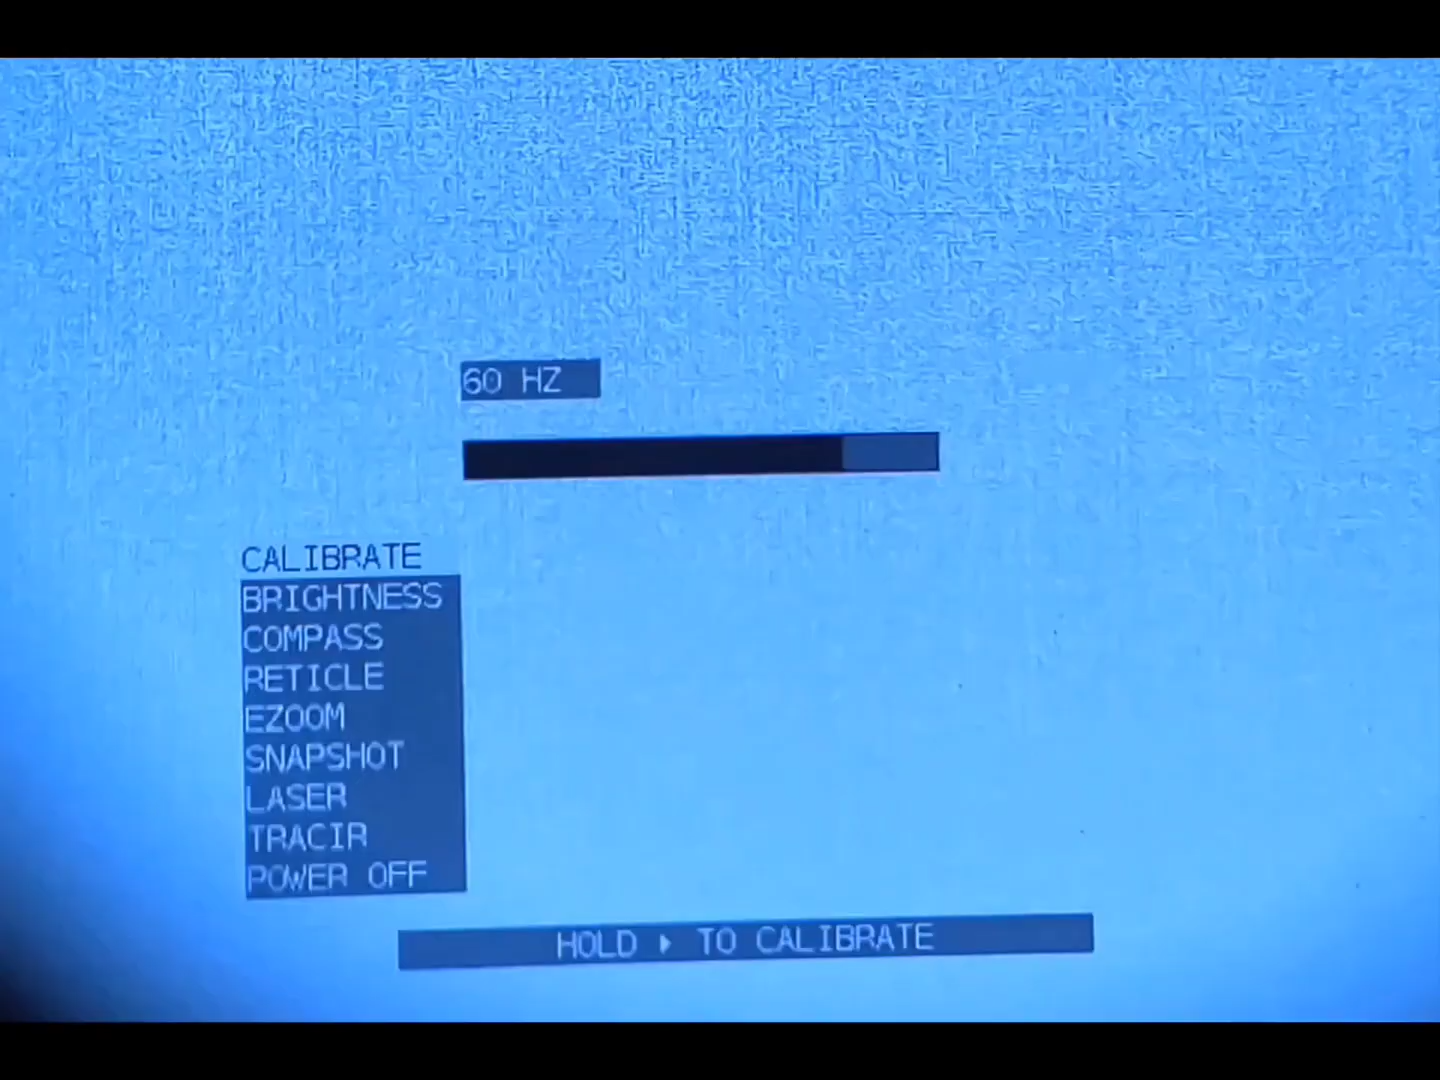 60 HZ
CALIBRATE
BRIGHTNESS
COMPASS
RETICLE
EZOOM
SNAPSHOT
LASER
TRACIR
POWER OFF
HOLD ▸ TO CALIBRATE